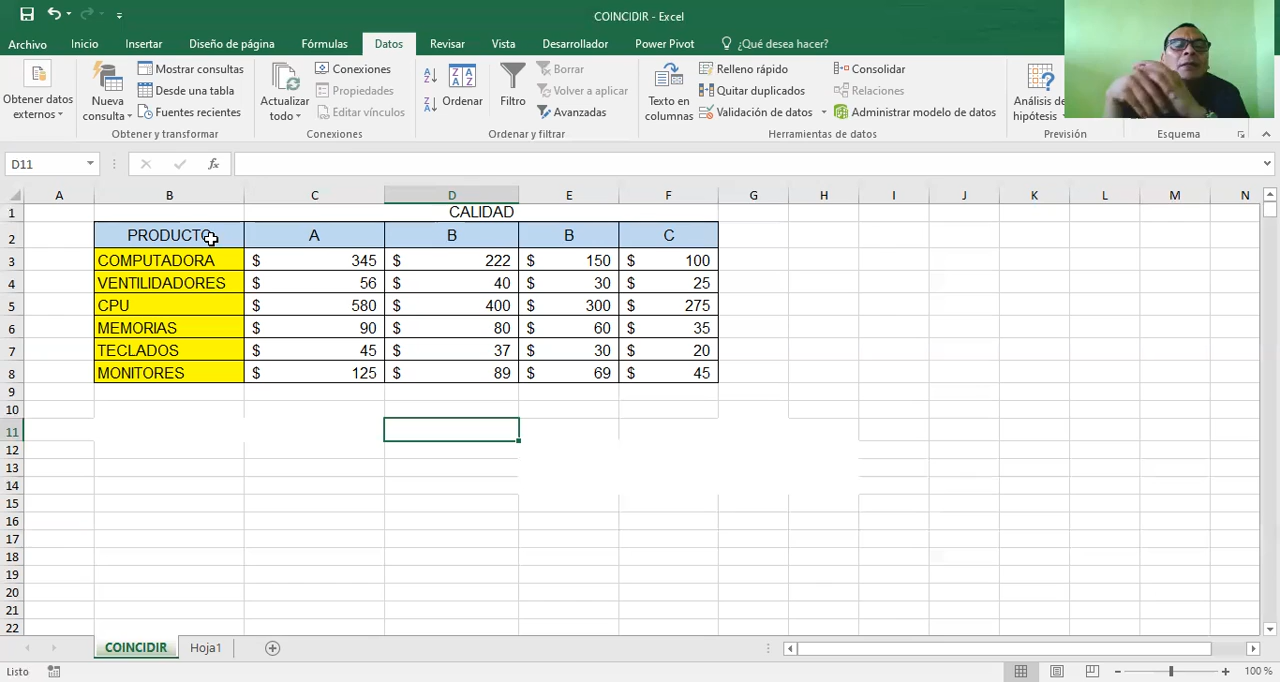 COINCIDIR - Excel
Archivo Inicio Insertar Diseño de página Fórmulas Datos Revisar Vista Desarrollador Power Pivot ¿Qué desea hacer?
Obtener datos externos
Nueva consulta
Mostrar consultas
Desde una tabla
Fuentes recientes
Obtener y transformar
Actualizar todo
Conexiones
Propiedades
Editar vínculos
Conexiones
Ordenar
Filtro
Borrar
Volver a aplicar
Avanzadas
Ordenar y filtrar
Texto en columnas
Relleno rápido
Quitar duplicados
Validación de datos
Consolidar
Relaciones
Administrar modelo de datos
Herramientas de datos
Análisis de hipótesis
Previsión
Esquema
D11
fx
A B C D E F G H I J K L M N
1 CALIDAD
2 PRODUCTO A B B C
3 COMPUTADORA $ 345 $ 222 $ 150 $ 100
4 VENTILIDADORES $ 56 $ 40 $ 30 $ 25
5 CPU $ 580 $ 400 $ 300 $ 275
6 MEMORIAS $ 90 $ 80 $ 60 $ 35
7 TECLADOS $ 45 $ 37 $ 30 $ 20
8 MONITORES $ 125 $ 89 $ 69 $ 45
9
10
11
12
13
14
15
16
17
18
19
20
21
22
COINCIDIR Hoja1
Listo
100 %